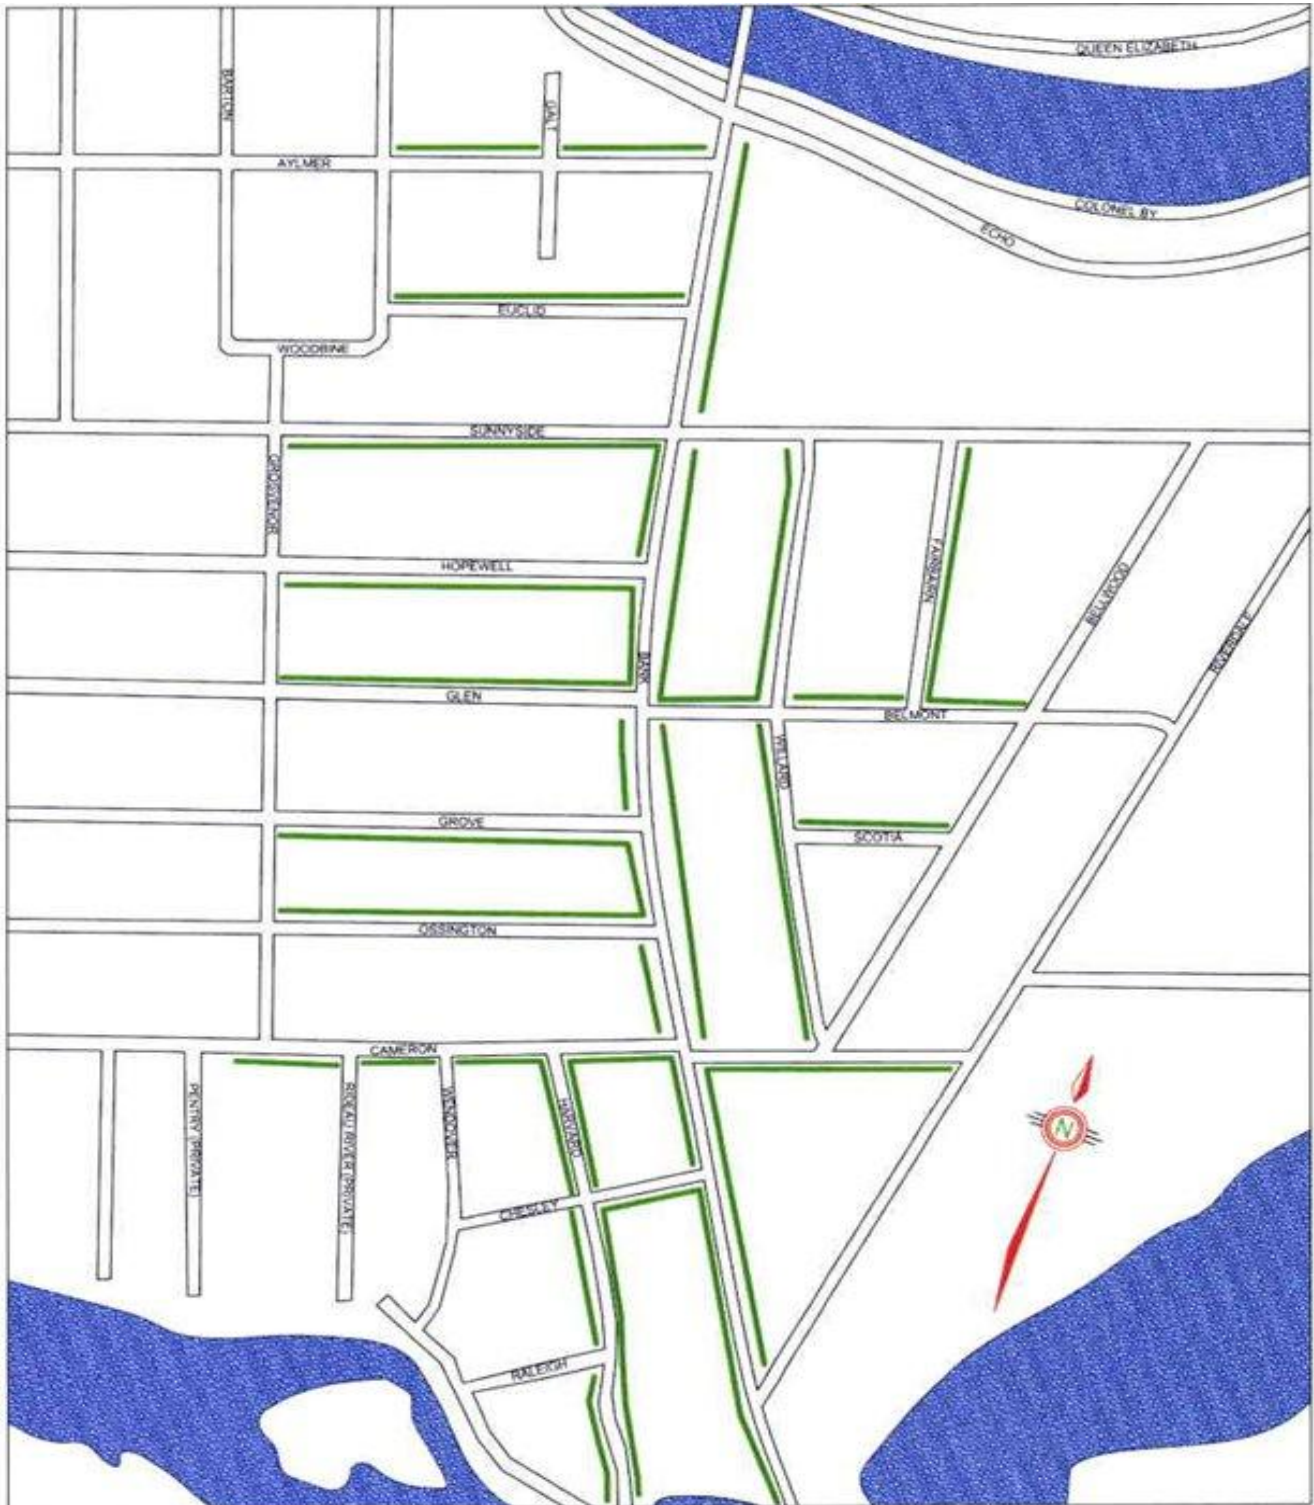 QUEEN ELIZABETH
BARTON
GALT
AYLMER
COLONEL BY
ECHO
EUCLID
WOODBINE
SUNNYSIDE
GROSVENOR
HOPEWELL
FAIRBAIRN
BELLWOOD
RIVERDALE
BANK
GLEN
BELMONT
WILLARD
GROVE
SCOTIA
OSSINGTON
CAMERON
PENTRY (PRIVATE)
RIDEAU RIVER (PRIVATE)
WENDOVER
HARVARD
N
CHESLEY
RALEIGH